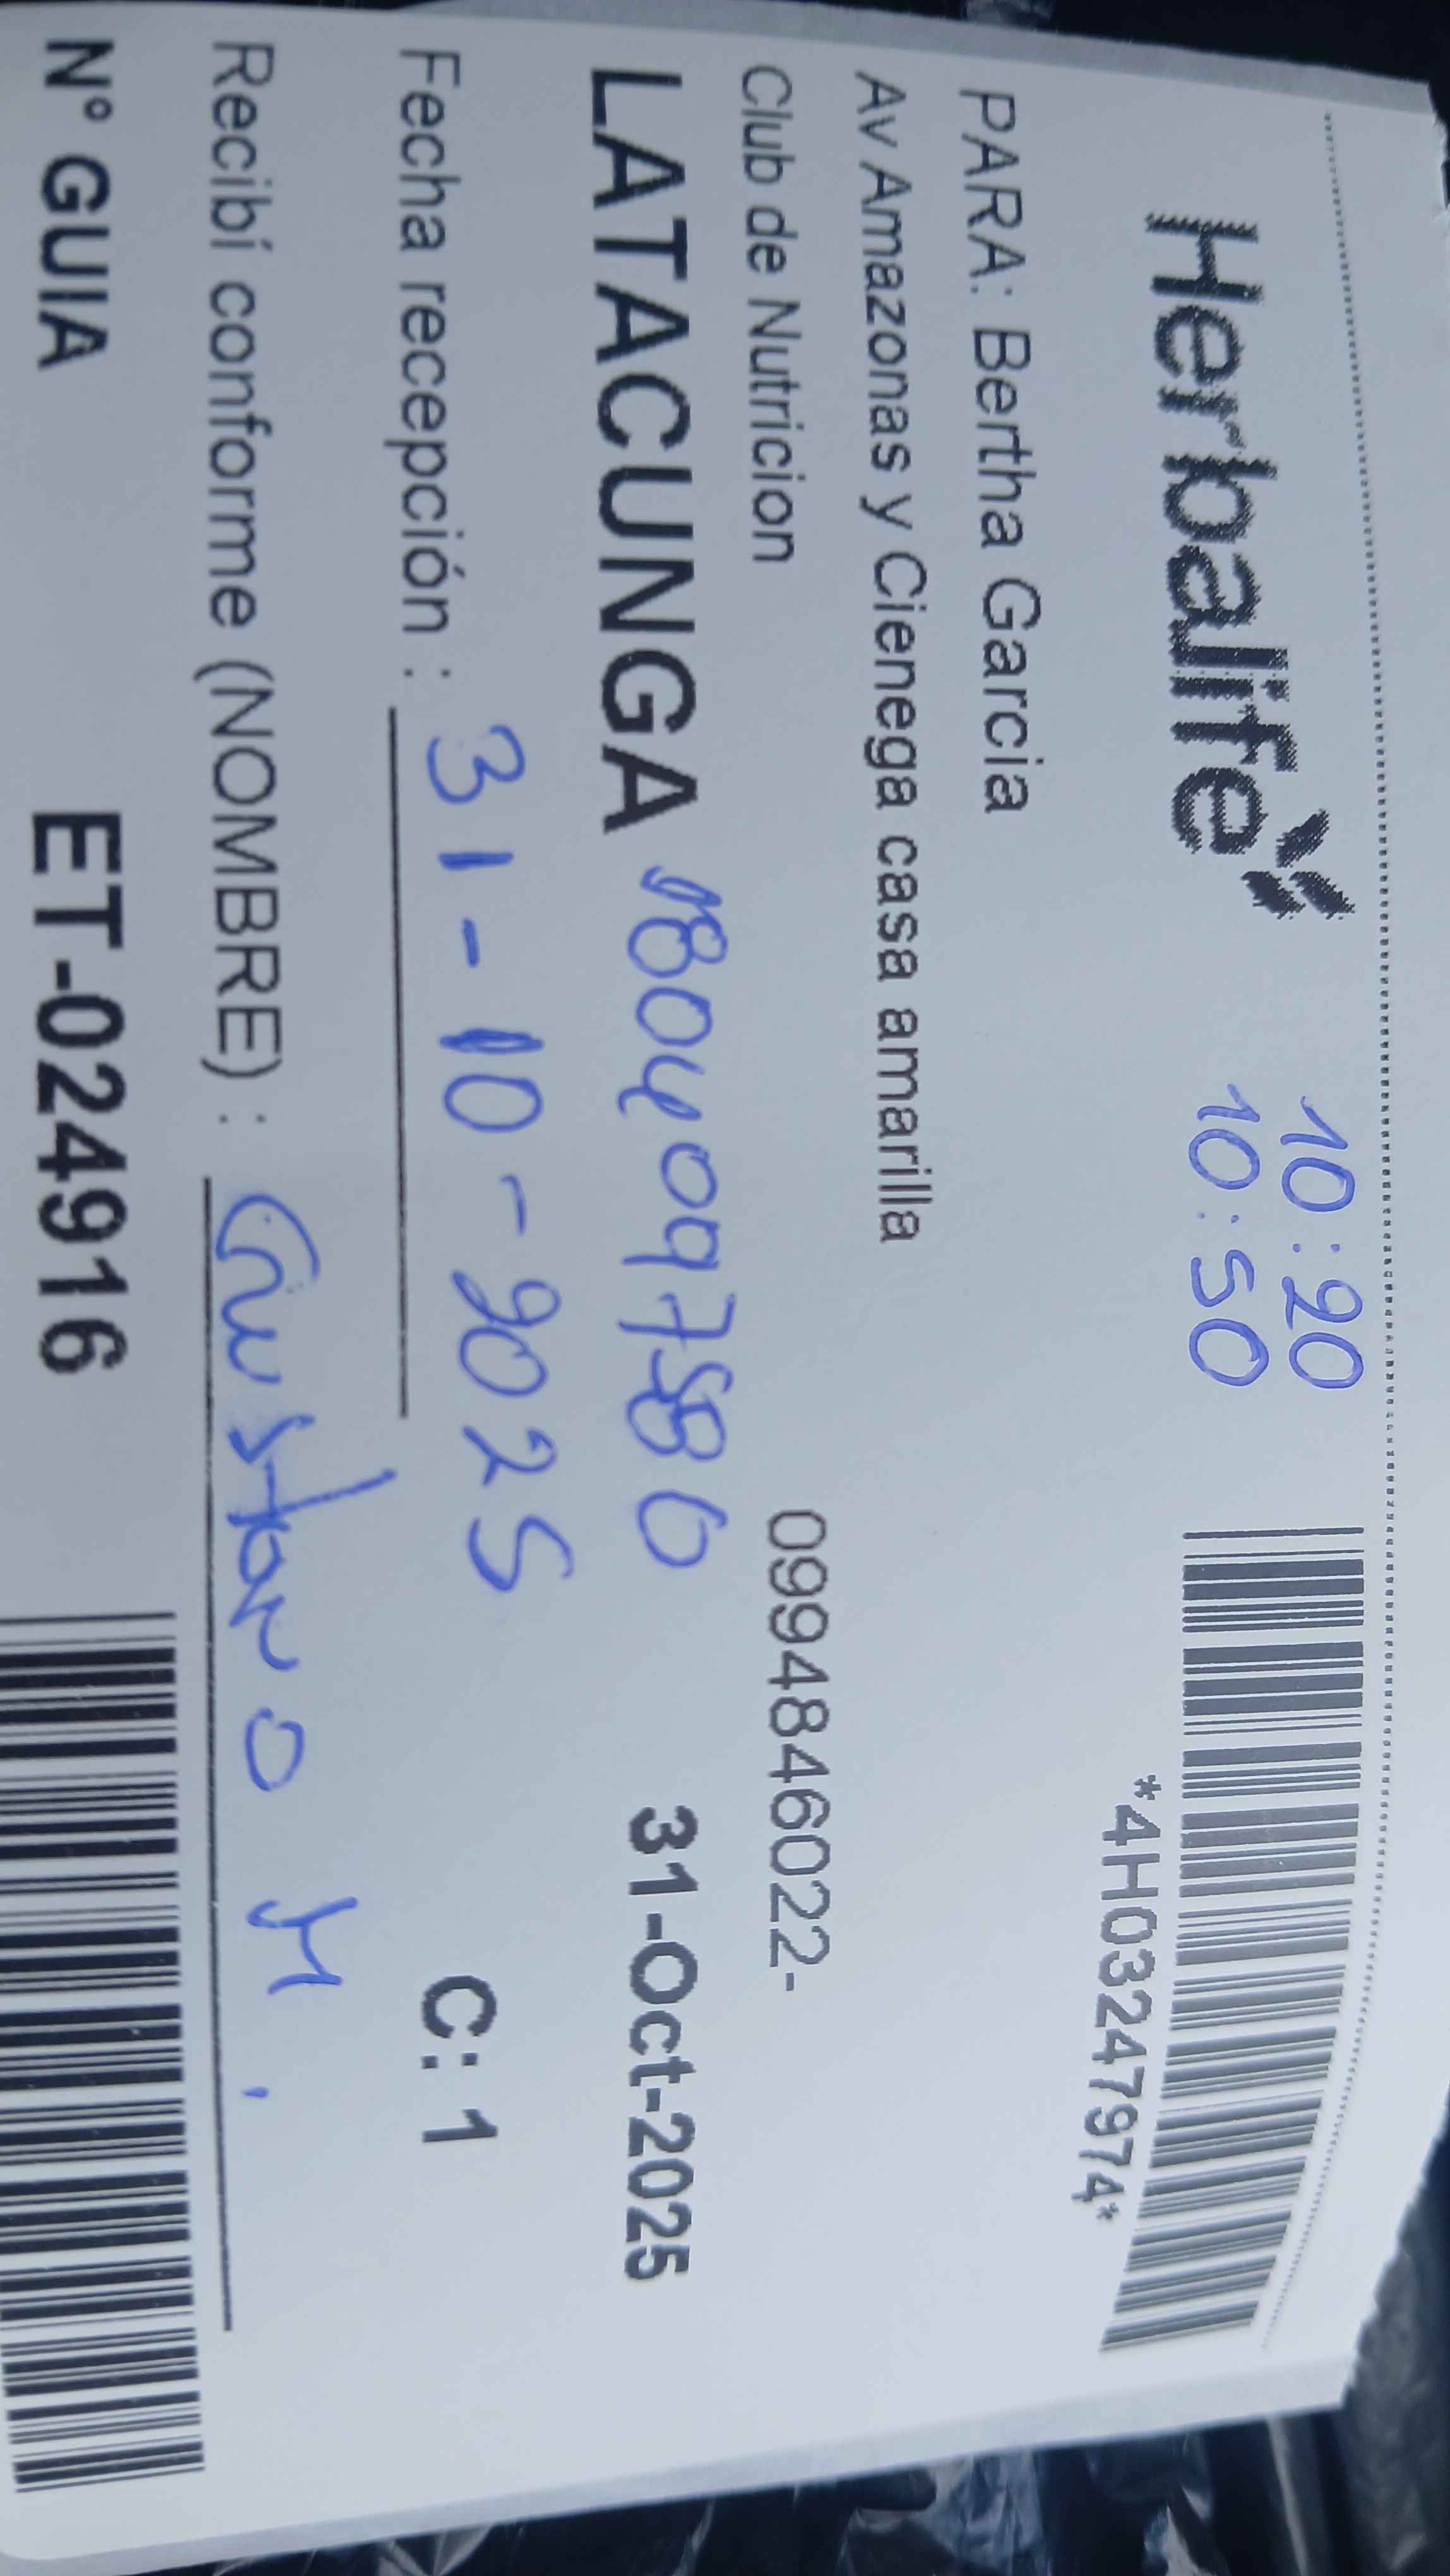 Herbalife
10:20
10:50
*4H03247974*
PARA: Bertha Garcia
Av Amazonas y Cienega casa amarilla
Club de Nutricion 0994846022-
LATACUNGA 1804097586 31-Oct-2025
Fecha recepción : 31-10-2025 C: 1
Recibí conforme (NOMBRE) : Gustavo M.
N° GUIA ET-024916